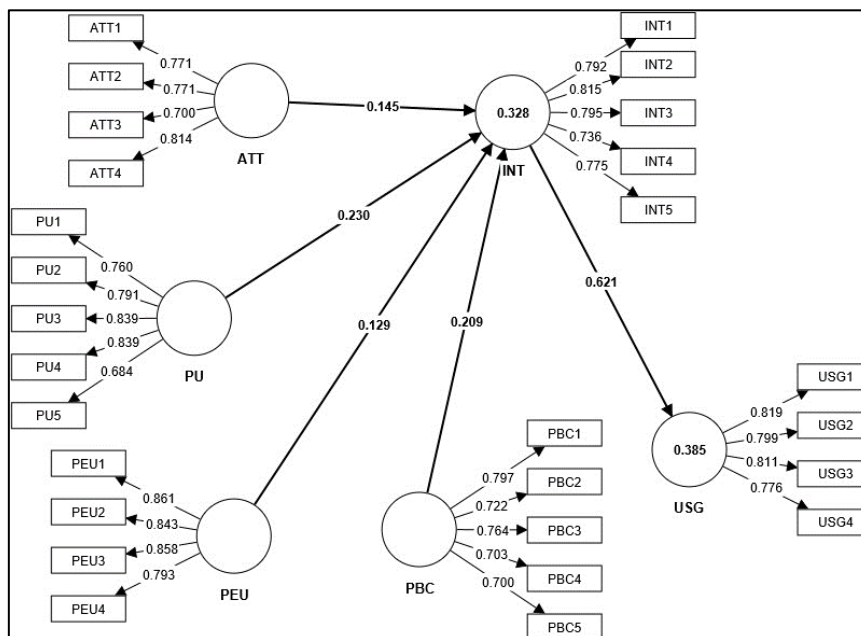 ATT1
ATT2
ATT3
ATT4
0.771
0.771
0.700
0.814
ATT
0.145
INT1
INT2
INT3
INT4
INT5
0.792
0.815
0.795
0.736
0.775
0.328
INT
PU1
PU2
PU3
PU4
PU5
0.760
0.791
0.839
0.839
0.684
PU
0.230
0.129
0.209
0.621
PEU1
PEU2
PEU3
PEU4
0.861
0.843
0.858
0.793
PEU
PBC1
PBC2
PBC3
PBC4
PBC5
0.797
0.722
0.764
0.703
0.700
PBC
USG1
USG2
USG3
USG4
0.819
0.799
0.811
0.776
0.385
USG